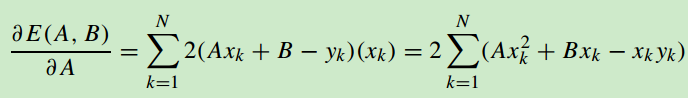 ∂E(A, B)/∂A = ∑_{k=1}^{N} 2(Ax_k + B − y_k)(x_k) = 2 ∑_{k=1}^{N} (Ax_k^2 + Bx_k − x_k y_k)